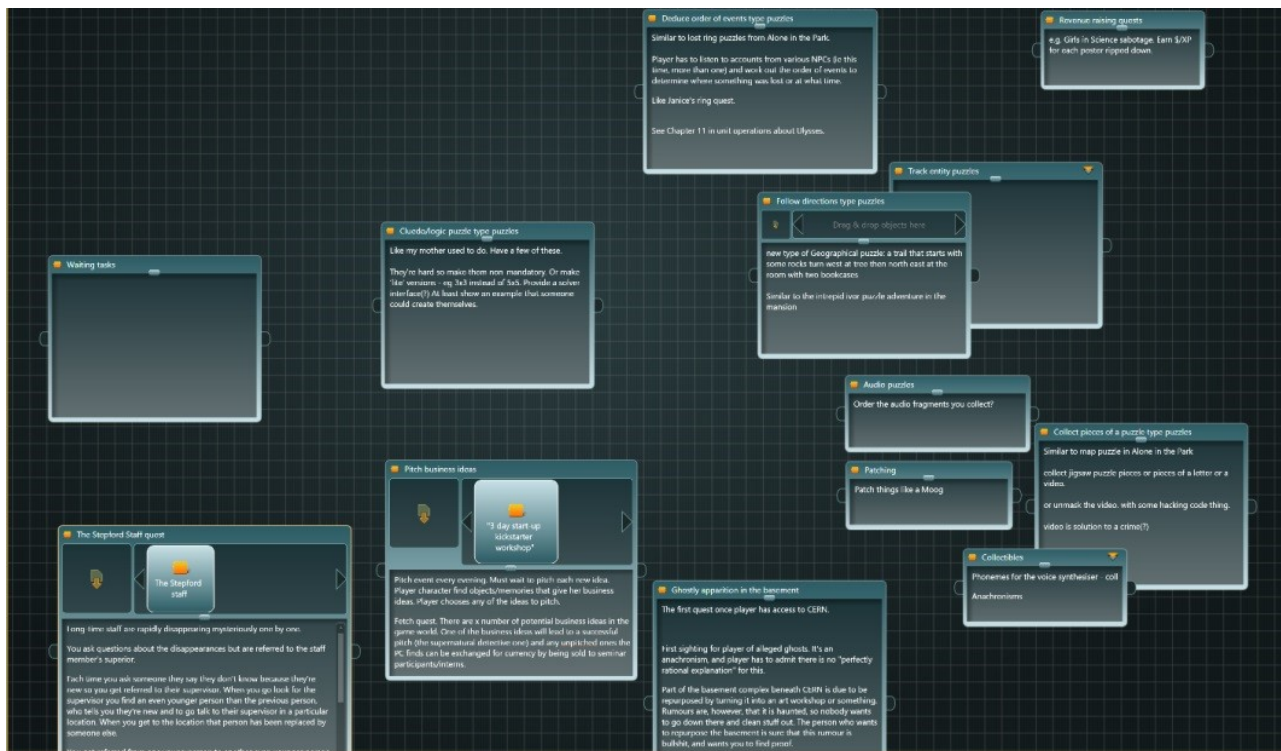 Deduce order of events type puzzles
Similar to lost ring puzzles from Alone in the Park.
Player has to listen to accounts from various NPCs (ie this
time, more than one) and work out the order of events to
determine where something was lost or at what time.
Like Janice's ring quest.
See Chapter 11 in unit operations about Ulysses.
Revenue raising quests
e.g. Girls in Science sabotage. Earn $/XP
for each poster ripped down.
Track entity puzzles
Follow directions type puzzles
Drag & drop objects here
new type of Geographical puzzle: a trail that starts with
some rocks turn west at tree then north east at the
room with two bookcases
Similar to the intrepid ivor puzzle adventure in the
mansion
Cluedo/logic puzzle type puzzles
Like my mother used to do. Have a few of these.
They're hard so make them non mandatory. Or make
'lite' versions - eg 3x3 instead of 5x5. Provide a solver
interface(?) At least show an example that someone
could create themselves.
Waiting tasks
Audio puzzles
Order the audio fragments you collect?
Collect pieces of a puzzle type puzzles
Similar to map puzzle in Alone in the Park
collect jigsaw puzzle pieces or pieces of a letter or a
video.
or unmask the video. with some hacking code thing.
video is solution to a crime(?)
Patching
Patch things like a Moog
Collectibles
Phonemes for the voice synthesiser - coll
Anachronisms
Pitch business ideas
"3 day start-up
kickstarter
workshop"
Pitch event every evening. Must wait to pitch each new idea.
Player character find objects/memories that give her business
ideas. Player chooses any of the ideas to pitch.
Fetch quest. There are x number of potential business ideas in the
game world. One of the business ideas will lead to a successful
pitch (the supernatural detective one) and any unpitched ones the
PC finds can be exchanged for currency by being sold to seminar
participants/interns.
The Stepford Staff quest
The Stepford
staff
Long-time staff are rapidly disappearing mysteriously one by one.
You ask questions about the disappearances but are referred to the staff
member's superior.
Each time you ask someone they say they don't know because they're
new so you get referred to their supervisor. When you go look for the
supervisor you find an even younger person than the previous person,
who tells you they're new and to go talk to their supervisor in a particular
location. When you get to the location that person has been replaced by
someone else.
Ghostly apparition in the basement
The first quest once player has access to CERN.
First sighting for player of alleged ghosts. It's an
anachronism, and player has to admit there is no "perfectly
rational explanation" for this.
Part of the basement complex beneath CERN is due to be
repurposed by turning it into an art workshop or something.
Rumours are, however, that it is haunted, so nobody wants
to go down there and clean stuff out. The person who wants
to repurpose the basement is sure that this rumour is
bullshit, and wants you to find proof.